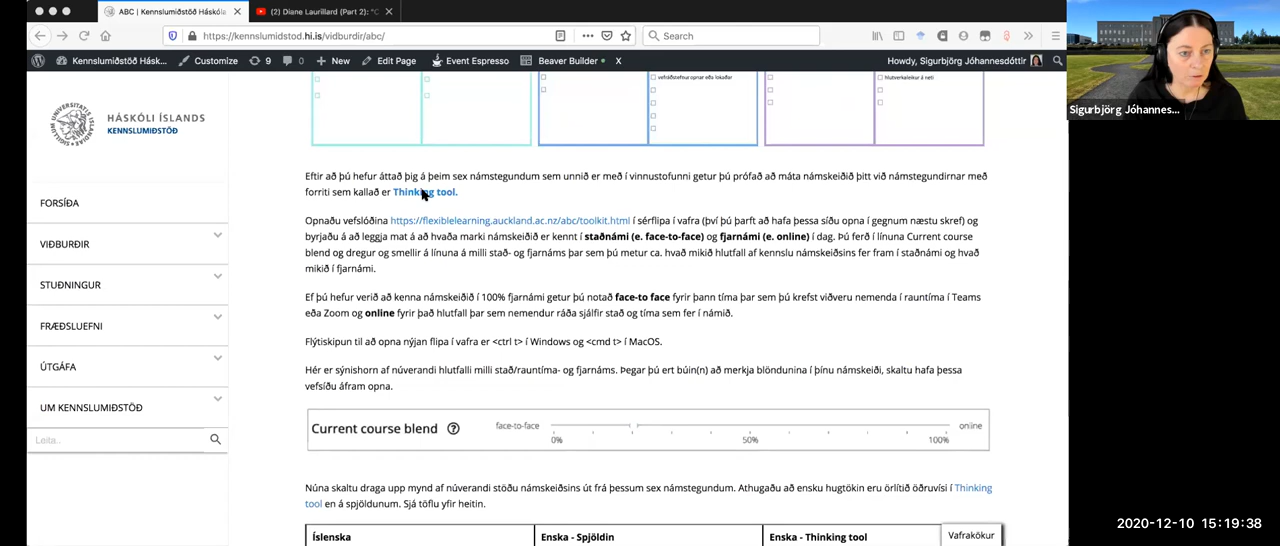 ABC | Kennslumiðstöð Háskóla
(2) Diane Laurillard (Part 2): "C
https://kennslumidstod.hi.is/vidburdir/abc/
Search
Kennslumiðstöð Hásk...
Customize
9
0
New
Edit Page
Event Espresso
Beaver Builder
X
Howdy, Sigurbjörg Jóhannesdóttir
Sigurbjörg Jóhannes...
vefráðstefnur opnar eða lokaðar
hlutverkaleikur á neti
HÁSKÓLI ÍSLANDS
KENNSLUMIÐSTÖÐ
FORSÍÐA
VIÐBURÐIR
STUÐNINGUR
FRÆÐSLUEFNI
ÚTGÁFA
UM KENNSLUMIÐSTÖÐ
Leita..
Eftir að þú hefur áttað þig á þeim sex námstegundum sem unnið er með í vinnustofunni getur þú prófað að máta námskeiðið þitt við námstegundirnar með
forriti sem kallað er Thinking tool.
Opnaðu vefslóðina https://flexiblelearning.auckland.ac.nz/abc/toolkit.html í sérflipa í vafra (því þú þarft að hafa þessa síðu opna í gegnum næstu skref) og
byrjaðu á að leggja mat á að hvaða marki námskeiðið er kennt í staðnámi (e. face-to-face) og fjarnámi (e. online) í dag. Þú ferð í línuna Current course
blend og dregur og smellir á línuna á milli stað- og fjarnáms þar sem þú metur ca. hvað mikið hlutfall af kennslu námskeiðsins fer fram í staðnámi og hvað
mikið í fjarnámi.
Ef þú hefur verið að kenna námskeiðið í 100% fjarnámi getur þú notað face-to face fyrir þann tíma þar sem þú krefst viðveru nemenda í rauntíma í Teams
eða Zoom og online fyrir það hlutfall þar sem nemendur ráða sjálfir stað og tíma sem fer í námið.
Flýtiskipun til að opna nýjan flipa í vafra er <ctrl t> í Windows og <cmd t> í MacOS.
Hér er sýnishorn af núverandi hlutfalli milli stað/rauntíma- og fjarnáms. Þegar þú ert búin(n) að merkja blöndunina í þínu námskeiði, skaltu hafa þessa
vefsíðu áfram opna.
Current course blend
face-to-face
online
0%
50%
100%
Núna skaltu draga upp mynd af núverandi stöðu námskeiðsins út frá þessum sex námstegundum. Athugaðu að ensku hugtökin eru örlítið öðruvísi í Thinking
tool en á spjöldunum. Sjá töflu yfir heitin.
Íslenska
Enska - Spjöldin
Enska - Thinking tool
Vafrakökur
2020-12-10 15:19:38